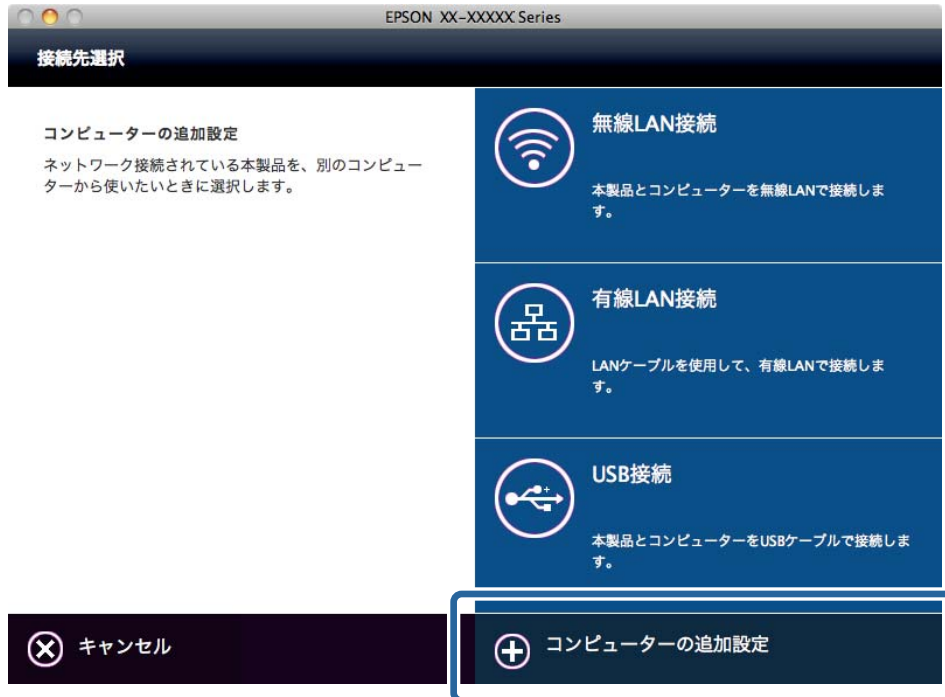 EPSON XX-XXXXX Series
接続先選択
コンピューターの追加設定
ネットワーク接続されている本製品を、別のコンピュー
ターから使いたいときに選択します。
無線LAN接続
本製品とコンピューターを無線LANで接続しま
す。
有線LAN接続
LANケーブルを使用して、有線LANで接続しま
す。
USB接続
本製品とコンピューターをUSBケーブルで接続しま
す。
キャンセル
コンピューターの追加設定